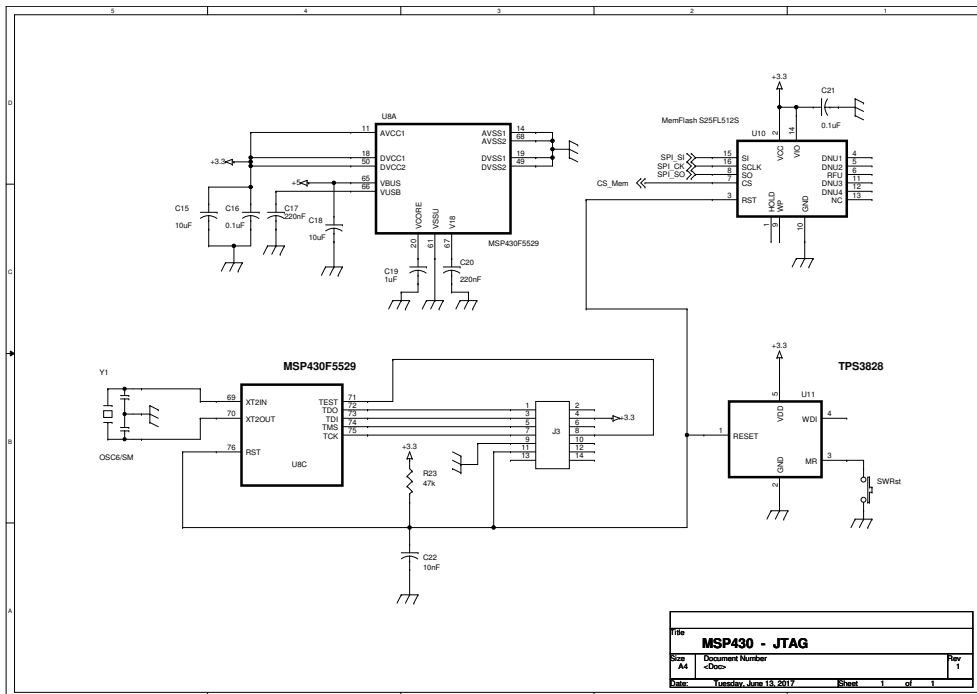 5 4 3 2 1
D
C
B
A
U8A
11 AVCC1
18 DVCC1
50 DVCC2
65 VBUS
66 VUSB
AVSS1 14
AVSS2 68
DVSS1 19
DVSS2 49
VCORE
VSSU
V18
20
61
67
MSP430F5529
+3.3
+5
C15
10uF
C16
0.1uF
C17
220nF
C18
10uF
C19
1uF
C20
220nF
+3.3
C21
0.1uF
MemFlash S25FL512S
U10
2
14
VCC
VIO
SPI_SI 15 SI
SPI_CK 16 SCLK
SPI_SO 8 SO
CS_Mem 7 CS
3 RST
DNU1 4
DNU2 5
RFU 6
DNU3 11
DNU4 12
NC 13
HOLD
WP
GND
1
9
10
MSP430F5529
Y1
OSC6/SM
69 XT2IN
70 XT2OUT
76 RST
TEST 71
TDO 72
TDI 73
TMS 74
TCK 75
U8C
J3
1 2
3 4
5 6
7 8
9 10
11 12
13 14
+3.3
+3.3
R23
47k
C22
10nF
+3.3
TPS3828
U11
5
VDD
1 RESET
WDI 4
MR 3
GND
2
SWRst
Title
MSP430 - JTAG
Size
A4
Document Number
<Doc>
Rev
1
Date: Tuesday, June 13, 2017 Sheet 1 of 1
5 4 3 2 1